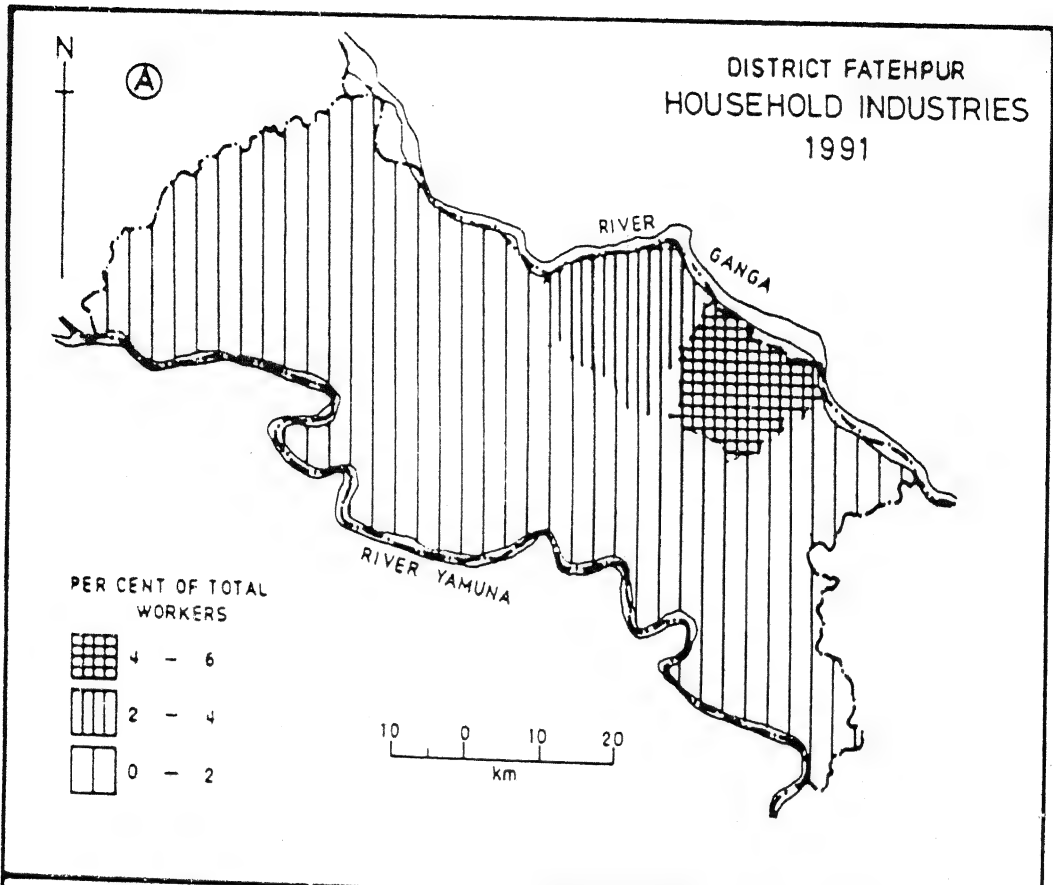 N
A
DISTRICT FATEHPUR
HOUSEHOLD INDUSTRIES
1991
RIVER
GANGA
RIVER YAMUNA
PER CENT OF TOTAL
WORKERS
4 - 6
2 - 4
0 - 2
10 0 10 20
km